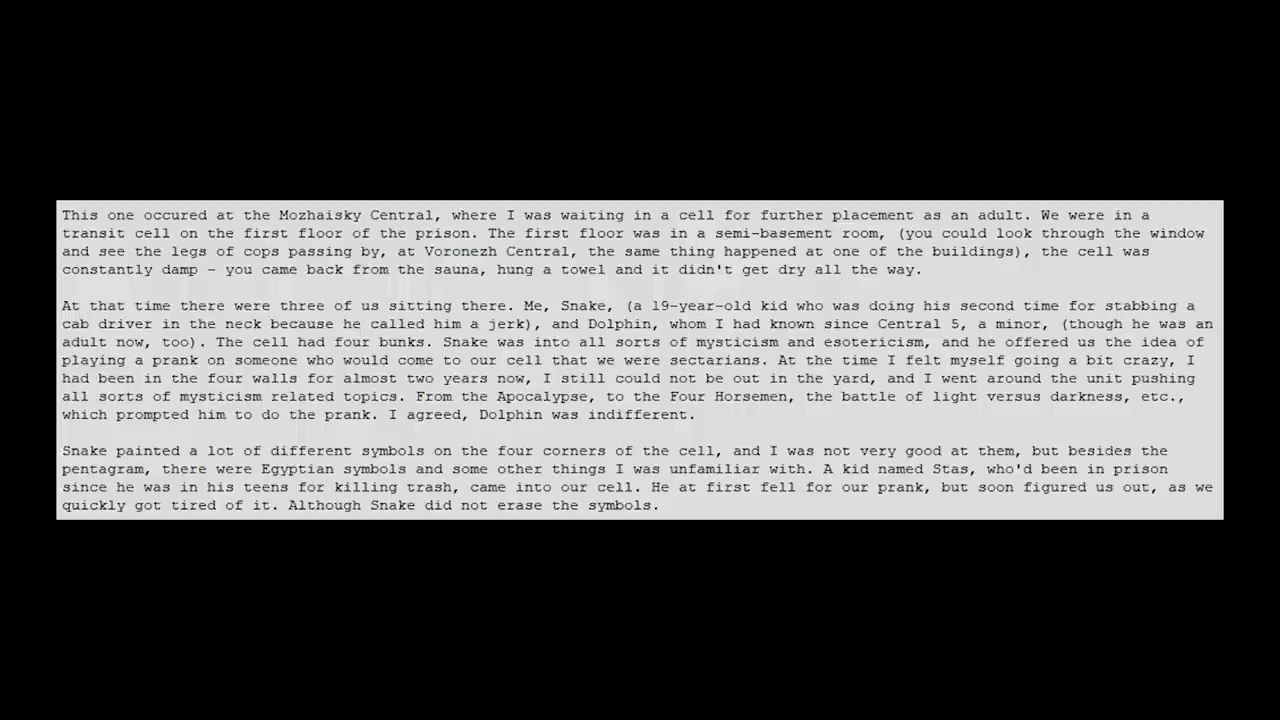 This one occured at the Mozhaisky Central, where I was waiting in a cell for further placement as an adult. We were in a
transit cell on the first floor of the prison. The first floor was in a semi-basement room, (you could look through the window
and see the legs of cops passing by, at Voronezh Central, the same thing happened at one of the buildings), the cell was
constantly damp - you came back from the sauna, hung a towel and it didn't get dry all the way.
At that time there were three of us sitting there. Me, Snake, (a 19-year-old kid who was doing his second time for stabbing a
cab driver in the neck because he called him a jerk), and Dolphin, whom I had known since Central 5, a minor, (though he was an
adult now, too). The cell had four bunks. Snake was into all sorts of mysticism and esotericism, and he offered us the idea of
playing a prank on someone who would come to our cell that we were sectarians. At the time I felt myself going a bit crazy, I
had been in the four walls for almost two years now, I still could not be out in the yard, and I went around the unit pushing
all sorts of mysticism related topics. From the Apocalypse, to the Four Horsemen, the battle of light versus darkness, etc.,
which prompted him to do the prank. I agreed, Dolphin was indifferent.
Snake painted a lot of different symbols on the four corners of the cell, and I was not very good at them, but besides the
pentagram, there were Egyptian symbols and some other things I was unfamiliar with. A kid named Stas, who'd been in prison
since he was in his teens for killing trash, came into our cell. He at first fell for our prank, but soon figured us out, as we
quickly got tired of it. Although Snake did not erase the symbols.